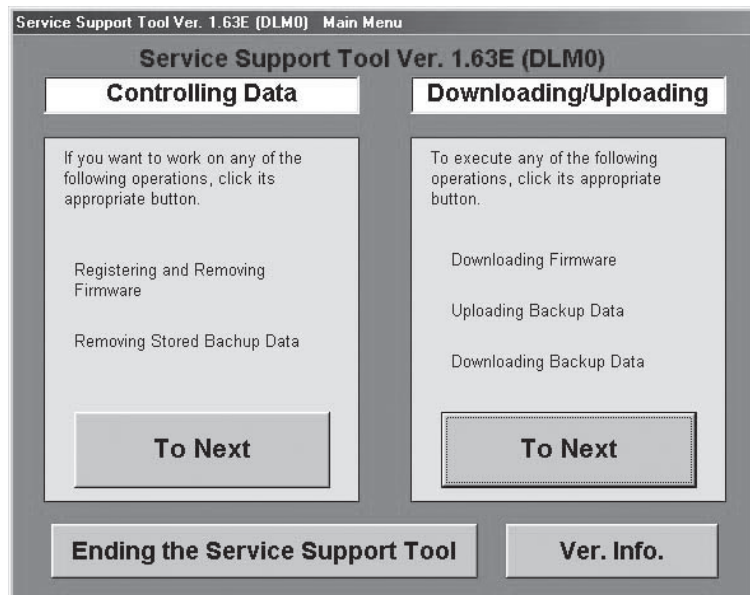 Service Support Tool Ver. 1.63E (DLM0) Main Menu
Service Support Tool Ver. 1.63E (DLM0)
Controlling Data
If you want to work on any of the
following operations, click its
appropriate button.
Registering and Removing
Firmware
Removing Stored Bachup Data
To Next
Downloading/Uploading
To execute any of the following
operations, click its appropriate
button.
Downloading Firmware
Uploading Backup Data
Downloading Backup Data
To Next
Ending the Service Support Tool
Ver. Info.